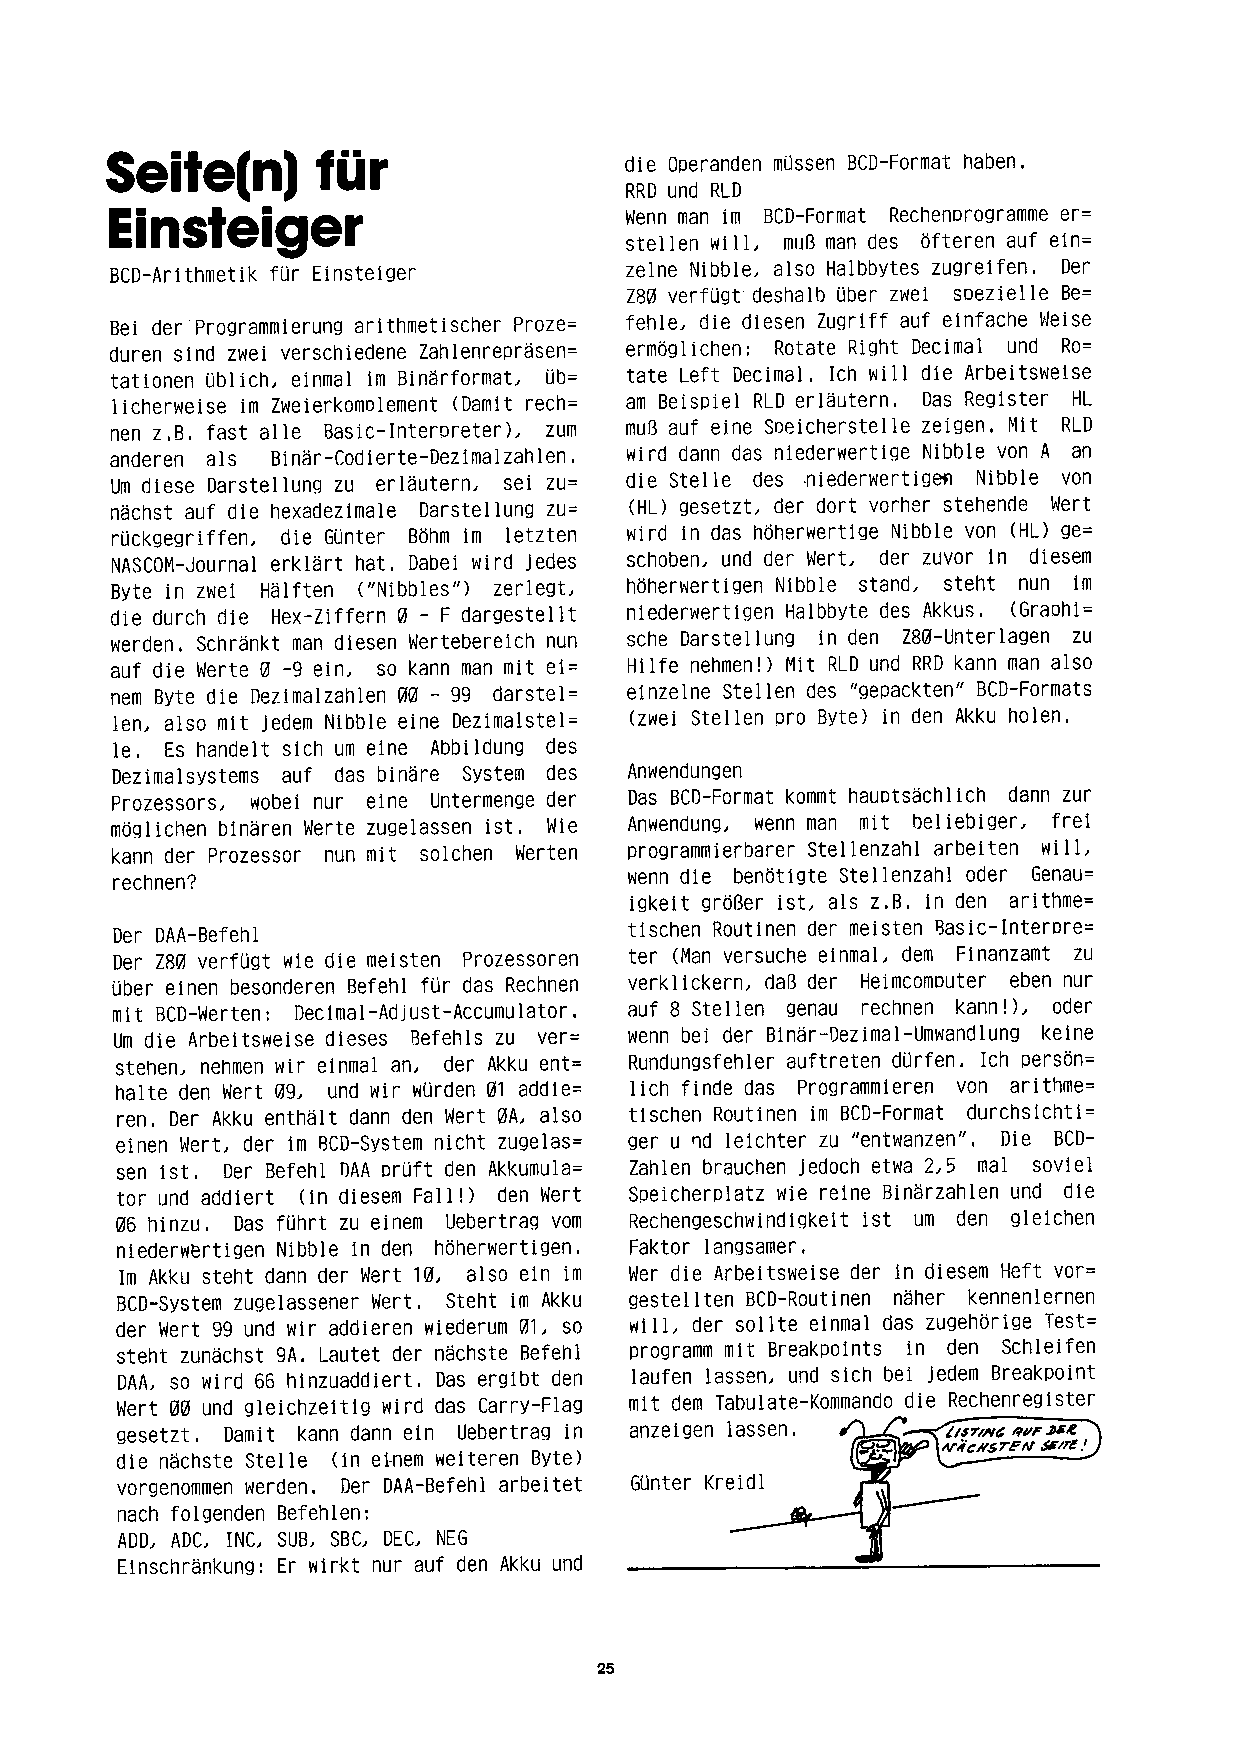 Seite(n) für
Einsteiger
BCD-Arithmetik für Einsteiger
Bei der Programmierung arithmetischer Proze=
duren sind zwei verschiedene Zahlenrepräsen=
tationen üblich, einmal im Binärformat, üb=
licherweise im Zweierkomplement (Damit rech=
nen z.B. fast alle Basic-Interpreter), zum
anderen als Binär-Codierte-Dezimalzahlen.
Um diese Darstellung zu erläutern, sei zu=
nächst auf die hexadezimale Darstellung zu=
rückgegriffen, die Günter Böhm im letzten
NASCOM-Journal erklärt hat. Dabei wird jedes
Byte in zwei Hälften ("Nibbles") zerlegt,
die durch die Hex-Ziffern Ø - F dargestellt
werden. Schränkt man diesen Wertebereich nun
auf die Werte Ø -9 ein, so kann man mit ei=
nem Byte die Dezimalzahlen ØØ - 99 darstel=
len, also mit jedem Nibble eine Dezimalstel=
le. Es handelt sich um eine Abbildung des
Dezimalsystems auf das binäre System des
Prozessors, wobei nur eine Untermenge der
möglichen binären Werte zugelassen ist. Wie
kann der Prozessor nun mit solchen Werten
rechnen?
Der DAA-Befehl
Der Z8Ø verfügt wie die meisten Prozessoren
über einen besonderen Befehl für das Rechnen
mit BCD-Werten: Decimal-Adjust-Accumulator.
Um die Arbeitsweise dieses Befehls zu ver=
stehen, nehmen wir einmal an, der Akku ent=
halte den Wert Ø9, und wir würden Ø1 addie=
ren. Der Akku enthält dann den Wert ØA, also
einen Wert, der im BCD-System nicht zugelas=
sen ist. Der Befehl DAA prüft den Akkumula=
tor und addiert (in diesem Fall!) den Wert
Ø6 hinzu. Das führt zu einem Uebertrag vom
niederwertigen Nibble in den höherwertigen.
Im Akku steht dann der Wert 1Ø, also ein im
BCD-System zugelassener Wert. Steht im Akku
der Wert 99 und wir addieren wiederum Ø1, so
steht zunächst 9A. Lautet der nächste Befehl
DAA, so wird 66 hinzuaddiert. Das ergibt den
Wert ØØ und gleichzeitig wird das Carry-Flag
gesetzt. Damit kann dann ein Uebertrag in
die nächste Stelle (in einem weiteren Byte)
vorgenommen werden. Der DAA-Befehl arbeitet
nach folgenden Befehlen:
ADD, ADC, INC, SUB, SBC, DEC, NEG
Einschränkung: Er wirkt nur auf den Akku und
die Operanden müssen BCD-Format haben.
RRD und RLD
Wenn man im BCD-Format Rechenprogramme er=
stellen will, muß man des öfteren auf ein=
zelne Nibble, also Halbbytes zugreifen. Der
Z8Ø verfügt deshalb über zwei spezielle Be=
fehle, die diesen Zugriff auf einfache Weise
ermöglichen: Rotate Right Decimal und Ro=
tate Left Decimal. Ich will die Arbeitsweise
am Beispiel RLD erläutern. Das Register HL
muß auf eine Speicherstelle zeigen. Mit RLD
wird dann das niederwertige Nibble von A an
die Stelle des niederwertigen Nibble von
(HL) gesetzt, der dort vorher stehende Wert
wird in das höherwertige Nibble von (HL) ge=
schoben, und der Wert, der zuvor in diesem
höherwertigen Nibble stand, steht nun im
niederwertigen Halbbyte des Akkus. (Graphi=
sche Darstellung in den Z8Ø-Unterlagen zu
Hilfe nehmen!) Mit RLD und RRD kann man also
einzelne Stellen des "gepackten" BCD-Formats
(zwei Stellen pro Byte) in den Akku holen.
Anwendungen
Das BCD-Format kommt hauptsächlich dann zur
Anwendung, wenn man mit beliebiger, frei
programmierbarer Stellenzahl arbeiten will,
wenn die benötigte Stellenzahl oder Genau=
igkeit größer ist, als z.B. in den arithme=
tischen Routinen der meisten Basic-Interpre=
ter (Man versuche einmal, dem Finanzamt zu
verklickern, daß der Heimcomputer eben nur
auf 8 Stellen genau rechnen kann!), oder
wenn bei der Binär-Dezimal-Umwandlung keine
Rundungsfehler auftreten dürfen. Ich persön=
lich finde das Programmieren von arithme=
tischen Routinen im BCD-Format durchsichti=
ger und leichter zu "entwanzen". Die BCD-
Zahlen brauchen jedoch etwa 2,5 mal soviel
Speicherplatz wie reine Binärzahlen und die
Rechengeschwindigkeit ist um den gleichen
Faktor langsamer.
Wer die Arbeitsweise der in diesem Heft vor=
gestellten BCD-Routinen näher kennenlernen
will, der sollte einmal das zugehörige Test=
programm mit Breakpoints in den Schleifen
laufen lassen, und sich bei jedem Breakpoint
mit dem Tabulate-Kommando die Rechenregister
anzeigen lassen.
LISTING AUF DER
NÄCHSTEN SEITE!
Günter Kreidl
25